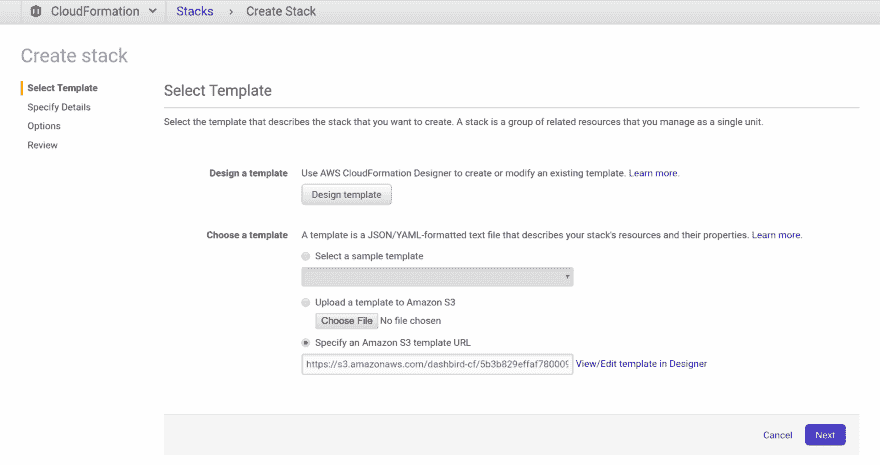 CloudFormation Stacks › Create Stack
Create stack
Select Template
Specify Details
Options
Review
Select Template
Select the template that describes the stack that you want to create. A stack is a group of related resources that you manage as a single unit.
Design a template Use AWS CloudFormation Designer to create or modify an existing template. Learn more.
Design template
Choose a template A template is a JSON/YAML-formatted text file that describes your stack's resources and their properties. Learn more.
Select a sample template
Upload a template to Amazon S3
Choose File No file chosen
Specify an Amazon S3 template URL
https://s3.amazonaws.com/dashbird-cf/5b3b829effaf780009 View/Edit template in Designer
Cancel Next